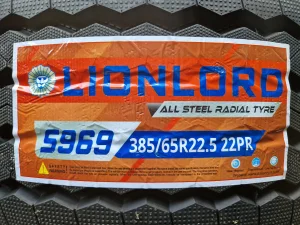 LIONLORD
ALL STEEL RADIAL TYRE
S969 385/65R22.5 22PR